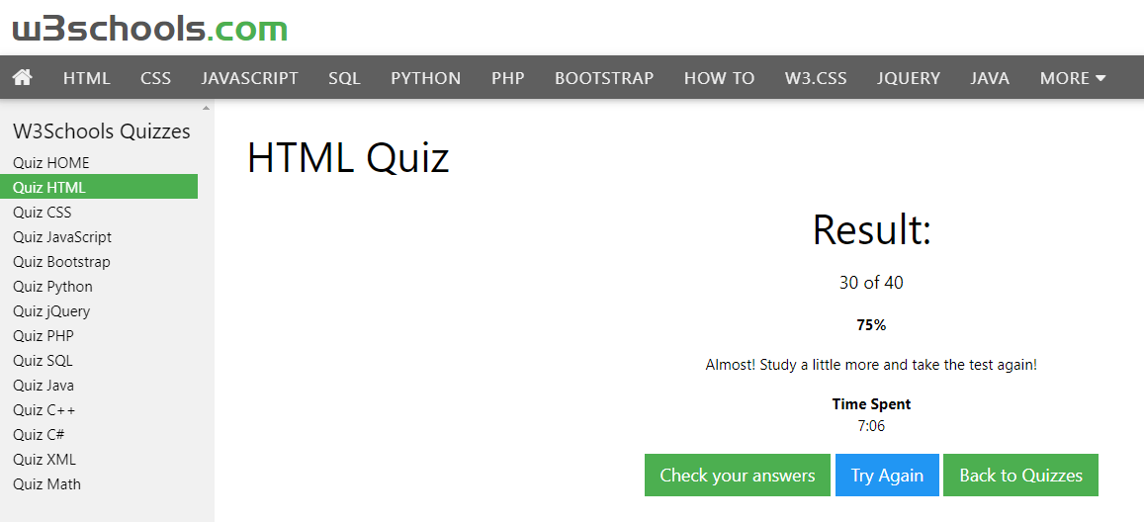 w3schools.com
HTML CSS JAVASCRIPT SQL PYTHON PHP BOOTSTRAP HOW TO W3.CSS JQUERY JAVA MORE
W3Schools Quizzes
Quiz HOME
Quiz HTML
Quiz CSS
Quiz JavaScript
Quiz Bootstrap
Quiz Python
Quiz jQuery
Quiz PHP
Quiz SQL
Quiz Java
Quiz C++
Quiz C#
Quiz XML
Quiz Math
HTML Quiz
Result:
30 of 40
75%
Almost! Study a little more and take the test again!
Time Spent
7:06
Check your answers Try Again Back to Quizzes